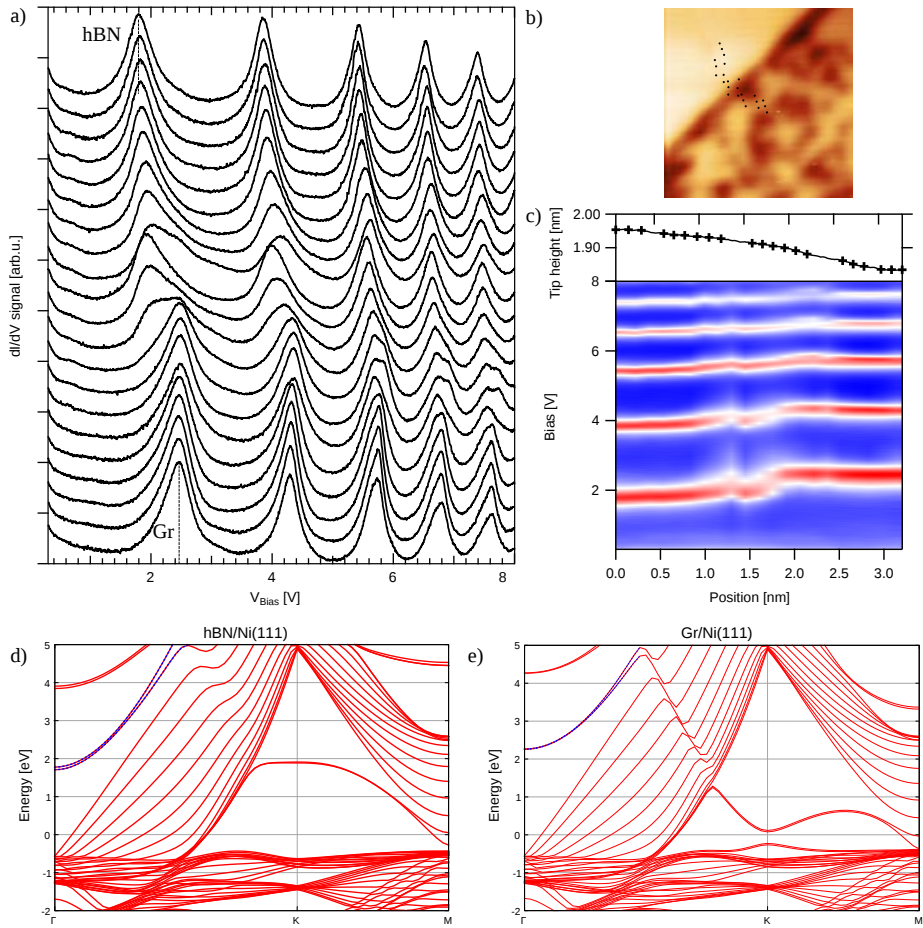 a)
hBN
Gr
dI/dV signal [arb.u.]
2 4 6 8
V_Bias [V]
b)
c)
2.00
1.90
Tip height [nm]
8
6
4
2
Bias [V]
0.0 0.5 1.0 1.5 2.0 2.5 3.0
Position [nm]
d)
hBN/Ni(111)
5
4
3
2
1
0
-1
-2
Energy [eV]
Γ K M
e)
Gr/Ni(111)
5
4
3
2
1
0
-1
-2
Energy [eV]
Γ K M